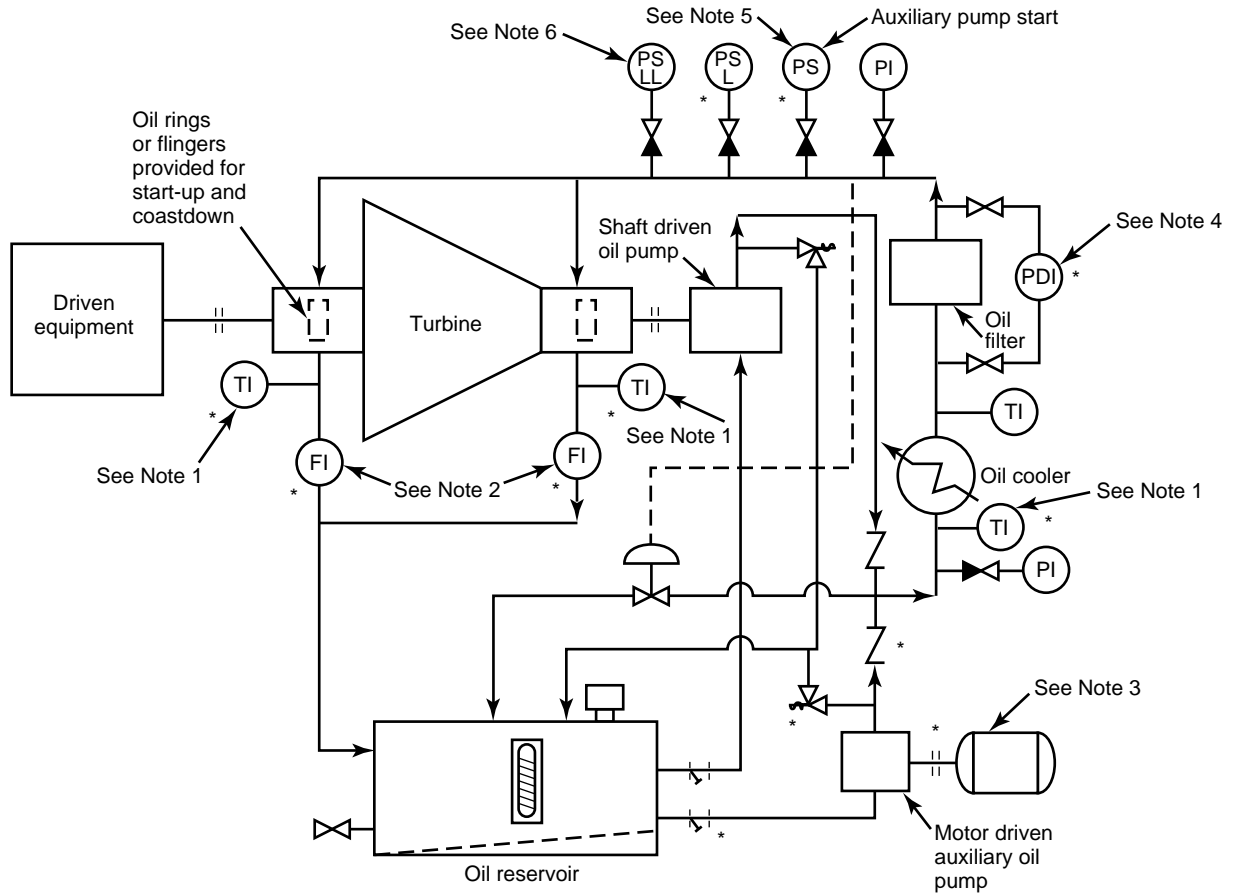 See Note 6
See Note 5
Auxiliary pump start
PS
LL
PS
L
PS
PI
*
*
Oil rings
or flingers
provided for
start-up and
coastdown
Shaft driven
oil pump
See Note 4
PDI
*
Driven
equipment
Turbine
Oil
filter
TI
*
TI
*
TI
See Note 1
See Note 1
FI
*
FI
*
See Note 2
Oil cooler
See Note 1
TI
*
PI
*
See Note 3
*
*
*
Motor driven
auxiliary oil
pump
Oil reservoir